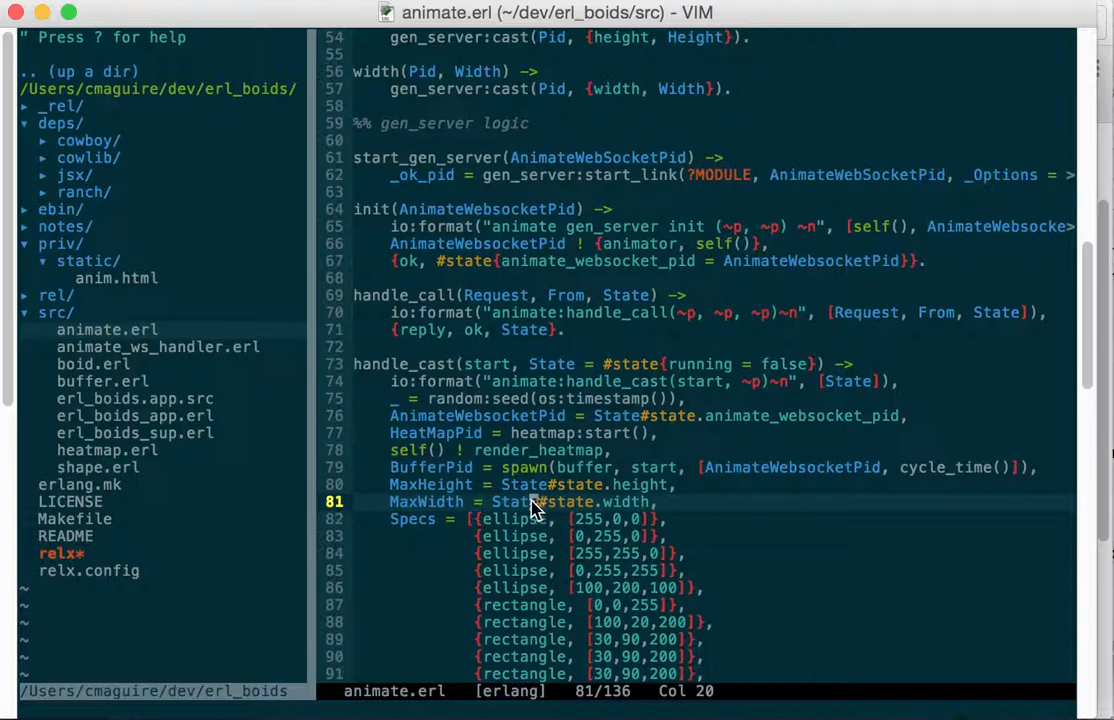 animate.erl (~/dev/erl_boids/src) - VIM
" Press ? for help
.. (up a dir)
/Users/cmaguire/dev/erl_boids/
▸ _rel/
▾ deps/
▸ cowboy/
▸ cowlib/
▸ jsx/
▸ ranch/
▸ ebin/
▸ notes/
▾ priv/
▾ static/
anim.html
▸ rel/
▾ src/
animate.erl
animate_ws_handler.erl
boid.erl
buffer.erl
erl_boids.app.src
erl_boids_app.erl
erl_boids_sup.erl
heatmap.erl
shape.erl
erlang.mk
LICENSE
Makefile
README
relx*
relx.config
~
~
~
~
~
~
/Users/cmaguire/dev/erl_boids
54 gen_server:cast(Pid, {height, Height}).
55
56 width(Pid, Width) ->
57 gen_server:cast(Pid, {width, Width}).
58
59 %% gen_server logic
60
61 start_gen_server(AnimateWebSocketPid) ->
62 _ok_pid = gen_server:start_link(?MODULE, AnimateWebSocketPid, _Options = >
63
64 init(AnimateWebsocketPid) ->
65 io:format("animate gen_server init (~p, ~p) ~n", [self(), AnimateWebsocke>
66 AnimateWebsocketPid ! {animator, self()},
67 {ok, #state{animate_websocket_pid = AnimateWebsocketPid}}.
68
69 handle_call(Request, From, State) ->
70 io:format("animate:handle_call(~p, ~p, ~p)~n", [Request, From, State]),
71 {reply, ok, State}.
72
73 handle_cast(start, State = #state{running = false}) ->
74 io:format("animate:handle_cast(start, ~p)~n", [State]),
75 _ = random:seed(os:timestamp()),
76 AnimateWebsocketPid = State#state.animate_websocket_pid,
77 HeatMapPid = heatmap:start(),
78 self() ! render_heatmap,
79 BufferPid = spawn(buffer, start, [AnimateWebsocketPid, cycle_time()]),
80 MaxHeight = State#state.height,
81 MaxWidth = State#state.width,
82 Specs = [{ellipse, [255,0,0]},
83 {ellipse, [0,255,0]},
84 {ellipse, [255,255,0]},
85 {ellipse, [0,255,255]},
86 {ellipse, [100,200,100]},
87 {rectangle, [0,0,255]},
88 {rectangle, [100,20,200]},
89 {rectangle, [30,90,200]},
90 {rectangle, [30,90,200]},
91 {rectangle, [30,90,200]},
animate.erl [erlang] 81/136 Col 20